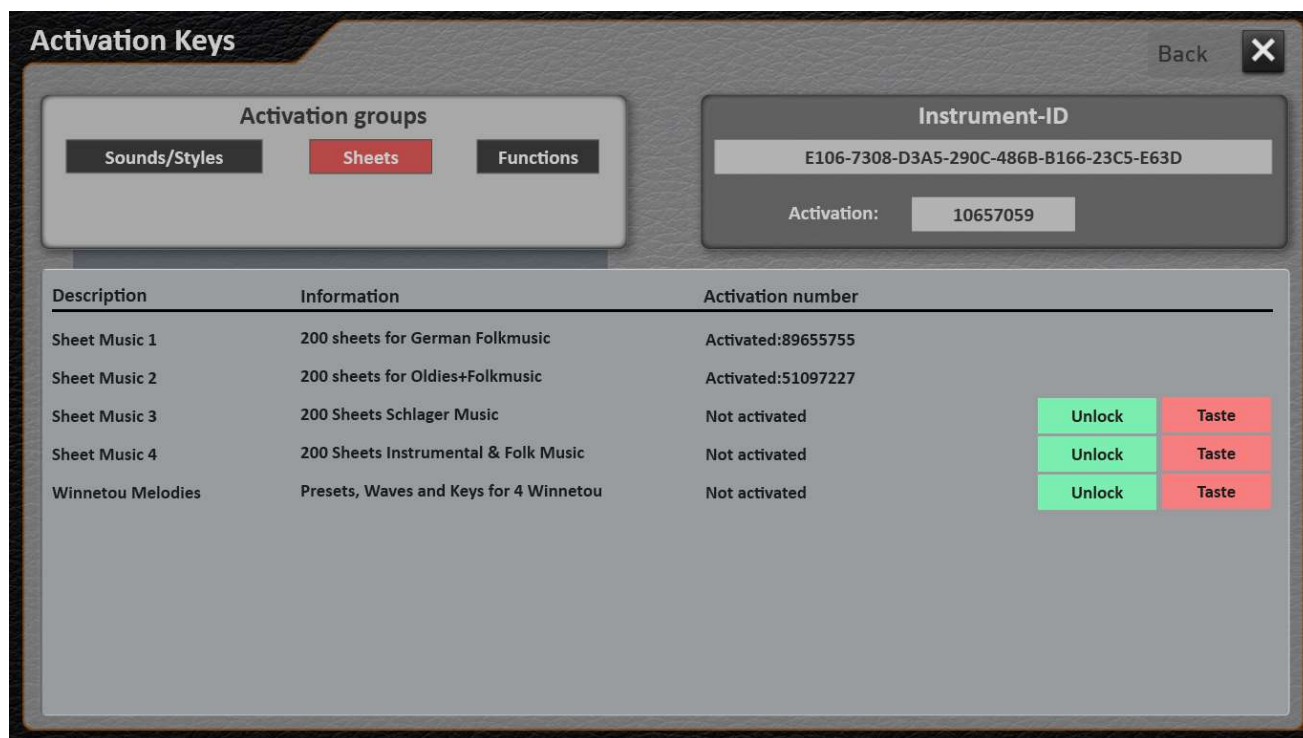 Activation Keys
Back
Activation groups
Sounds/Styles Sheets Functions
Instrument-ID
E106-7308-D3A5-290C-486B-B166-23C5-E63D
Activation: 10657059
Description Information Activation number
Sheet Music 1 200 sheets for German Folkmusic Activated:89655755
Sheet Music 2 200 sheets for Oldies+Folkmusic Activated:51097227
Sheet Music 3 200 Sheets Schlager Music Not activated Unlock Taste
Sheet Music 4 200 Sheets Instrumental & Folk Music Not activated Unlock Taste
Winnetou Melodies Presets, Waves and Keys for 4 Winnetou Not activated Unlock Taste